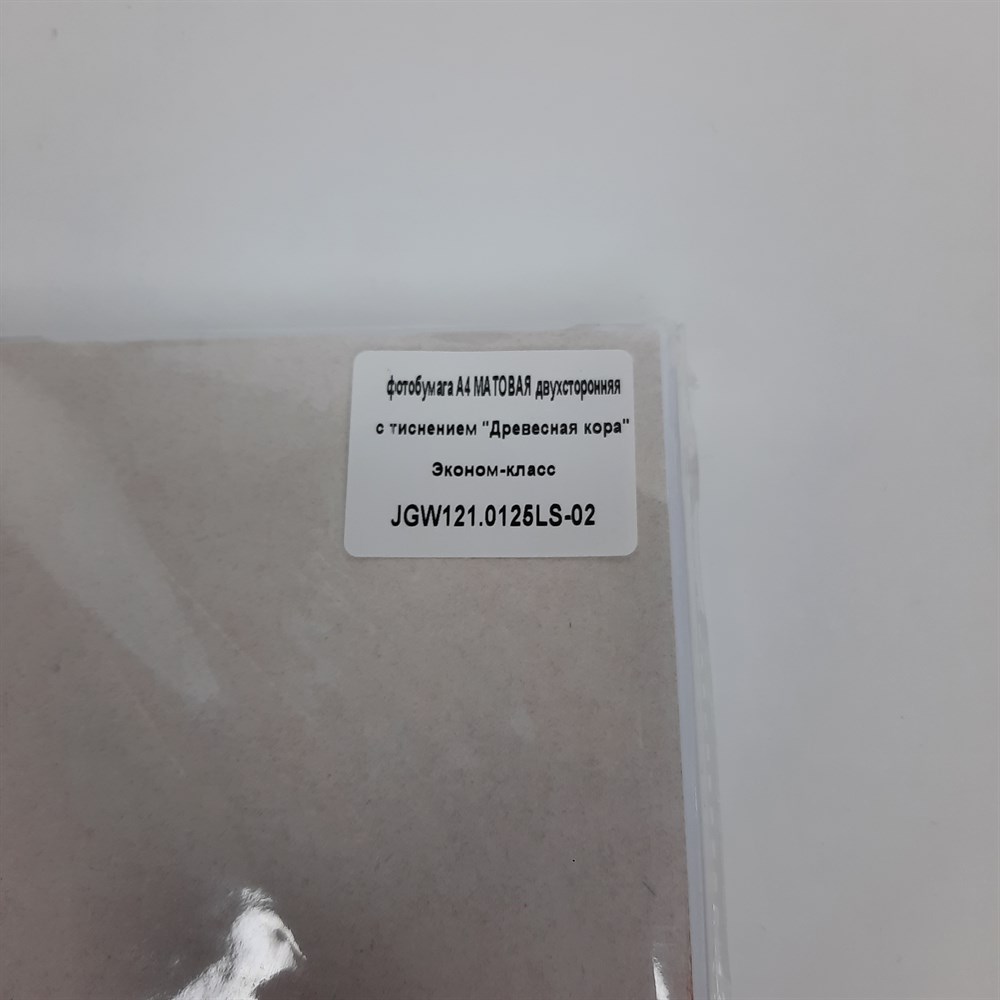 фотобумага А4 МАТОВАЯ двухсторонняя
с тиснением "Древесная кора"
Эконом-класс
JGW121.0125LS-02